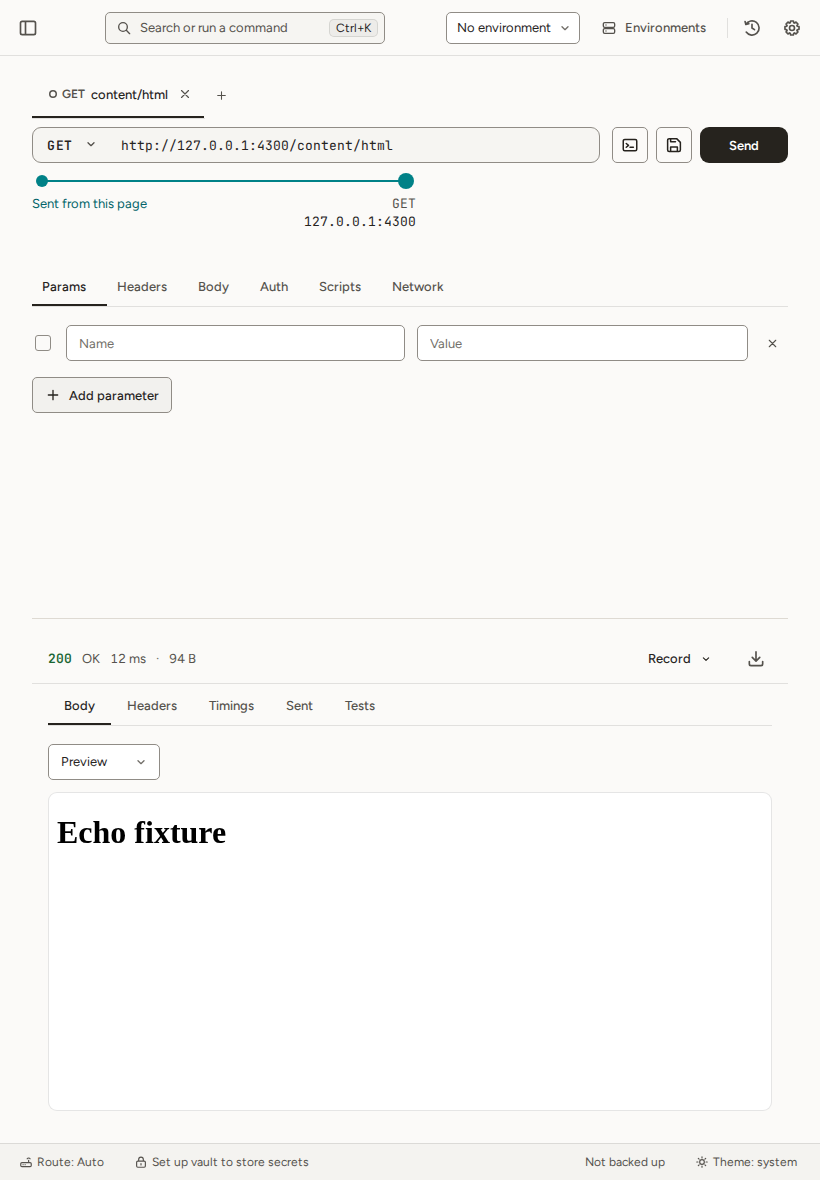 Search or run a command Ctrl+K No environment Environments
GET content/html
GET http://127.0.0.1:4300/content/html Send
Sent from this page GET
127.0.0.1:4300
Params Headers Body Auth Scripts Network
Name Value
Add parameter
200 OK 12 ms · 94 B Record
Body Headers Timings Sent Tests
Preview
Echo fixture
Route: Auto Set up vault to store secrets Not backed up Theme: system